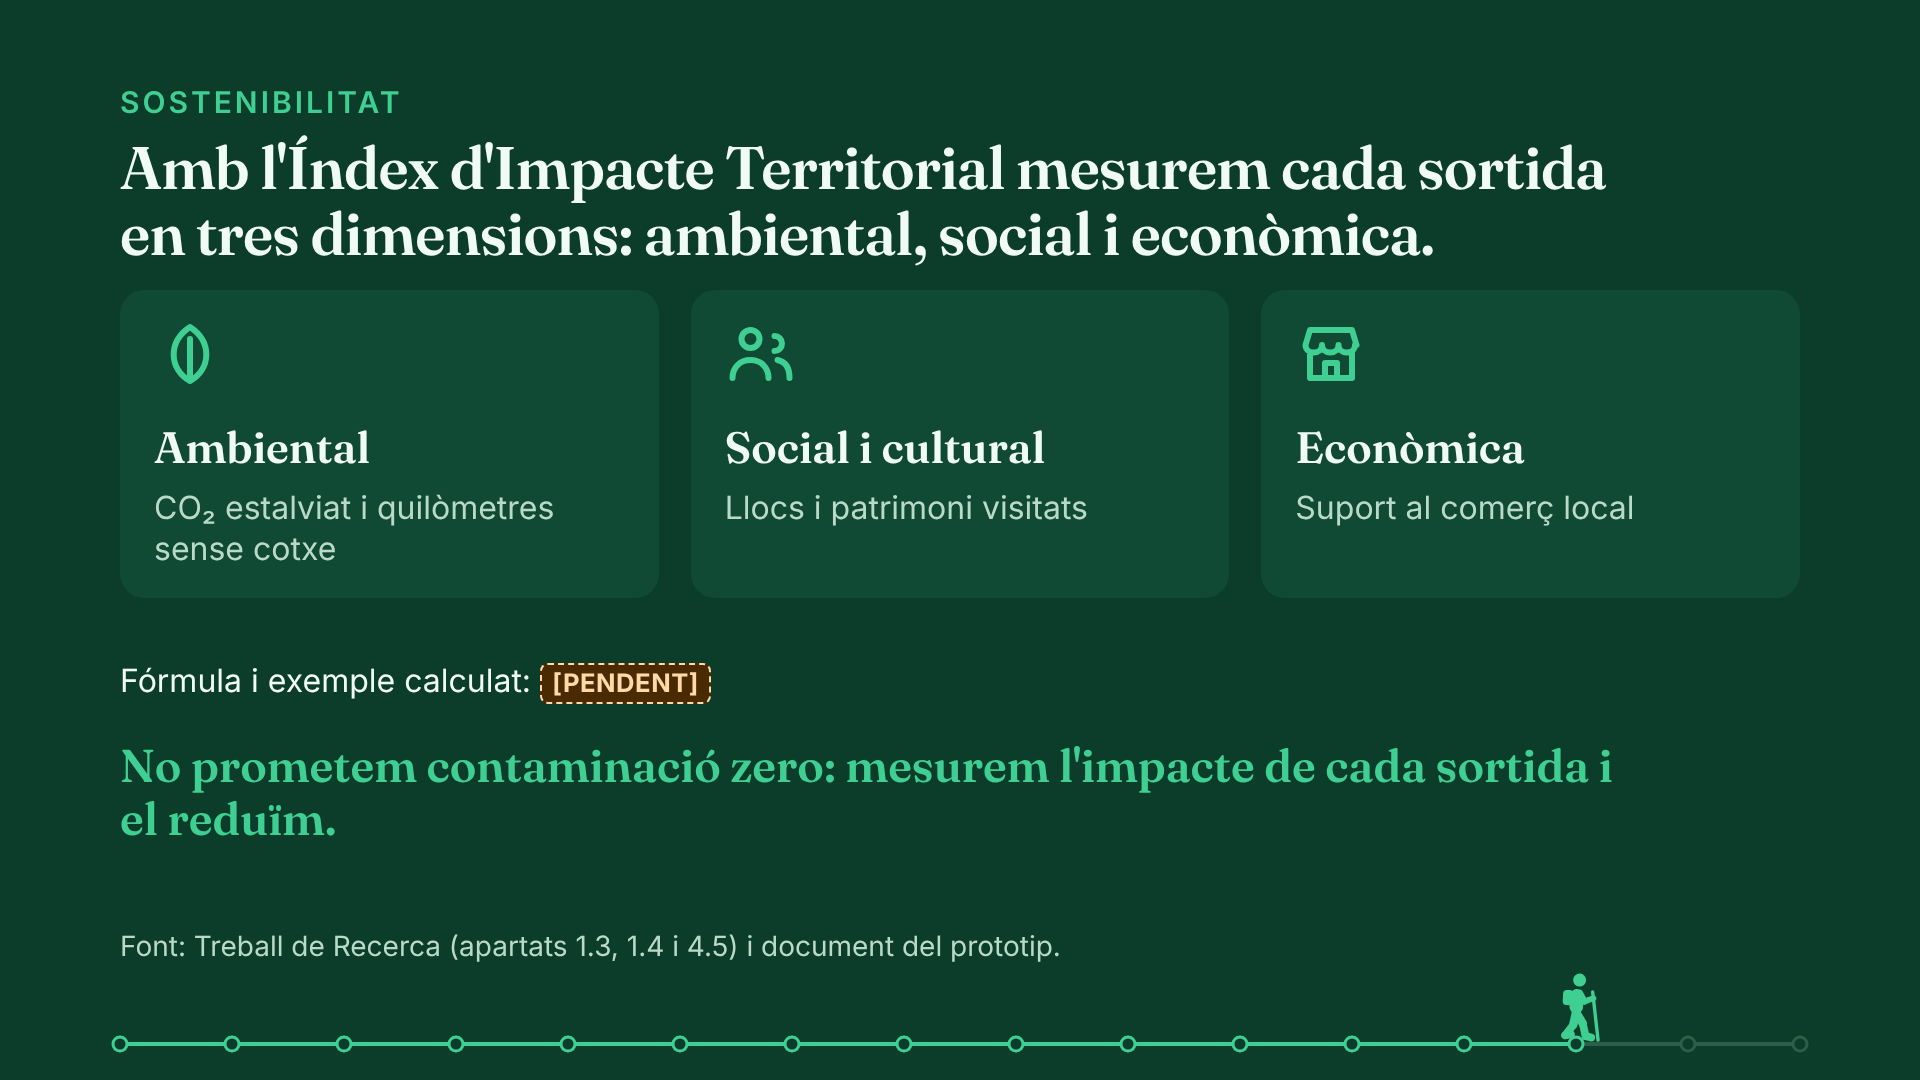 SOSTENIBILITAT
Amb l'Índex d'Impacte Territorial mesurem cada sortida
en tres dimensions: ambiental, social i econòmica.
Ambiental
CO₂ estalviat i quilòmetres
sense cotxe
Social i cultural
Llocs i patrimoni visitats
Econòmica
Suport al comerç local
Fórmula i exemple calculat: [PENDENT]
No prometem contaminació zero: mesurem l'impacte de cada sortida i
el reduïm.
Font: Treball de Recerca (apartats 1.3, 1.4 i 4.5) i document del prototip.